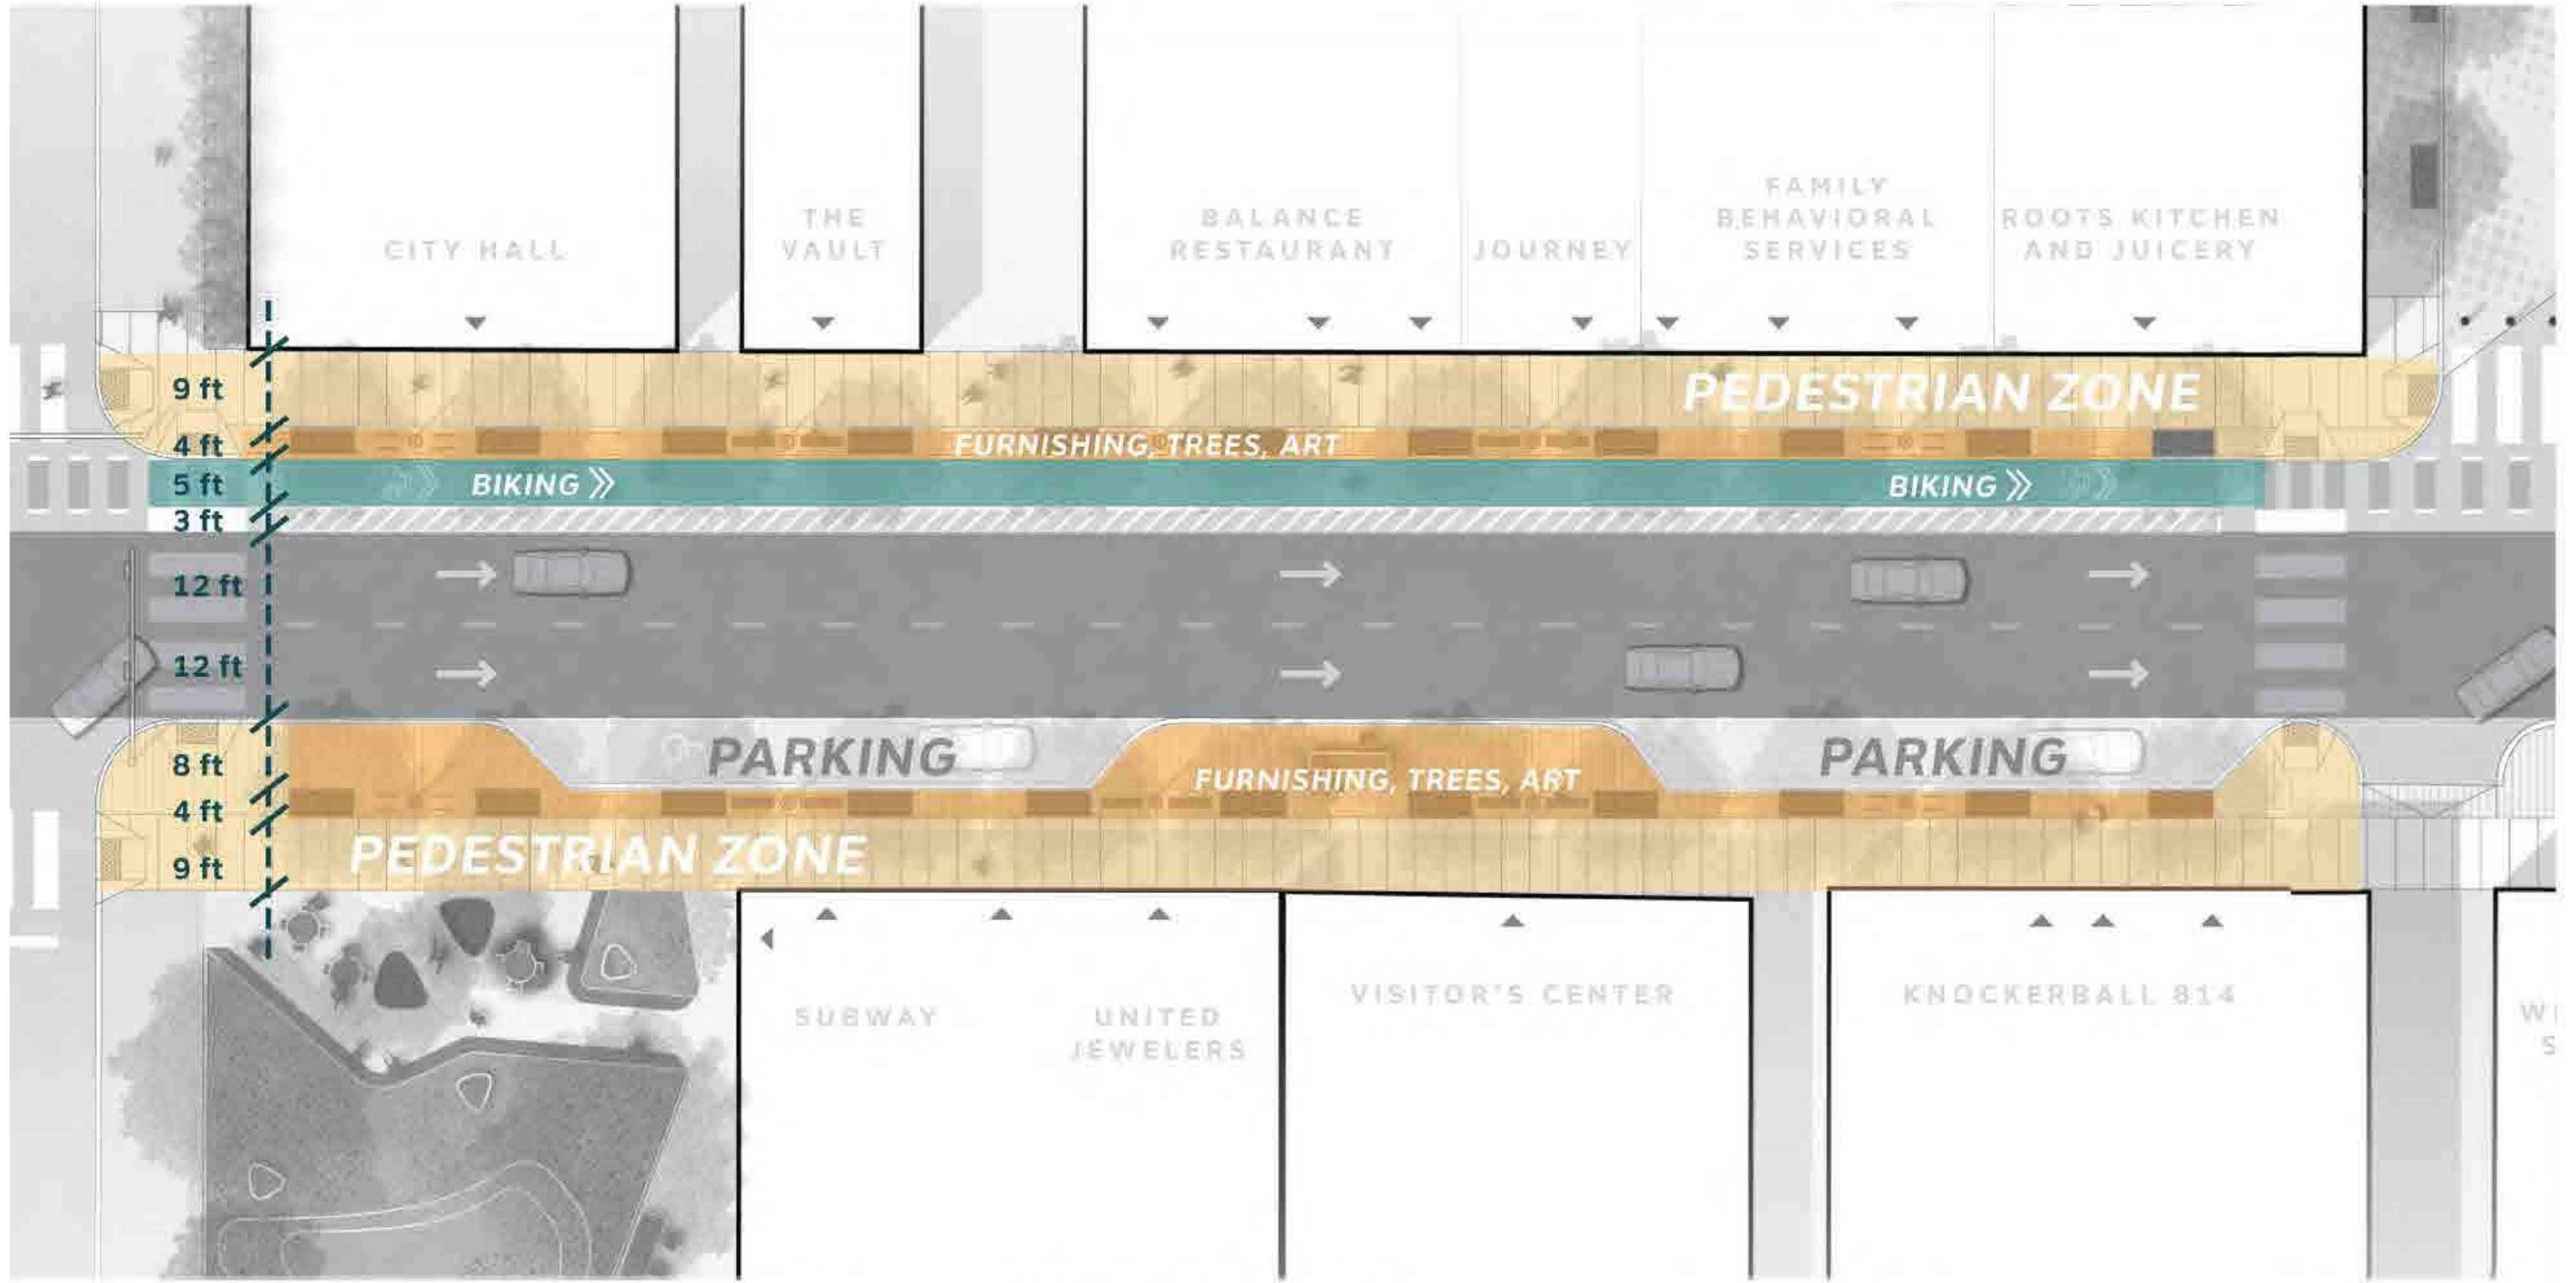 CITY HALL
THE
VAULT
BALANCE
RESTAURANT
JOURNEY
FAMILY
BEHAVIORAL
SERVICES
ROOTS KITCHEN
AND JUICERY
9 ft
PEDESTRIAN ZONE
4 ft
FURNISHING, TREES, ART
5 ft
BIKING
BIKING
3 ft
12 ft
12 ft
8 ft
PARKING
PARKING
FURNISHING, TREES, ART
4 ft
PEDESTRIAN ZONE
9 ft
SUBWAY
UNITED
JEWELERS
VISITOR'S CENTER
KNOCKERBALL 814